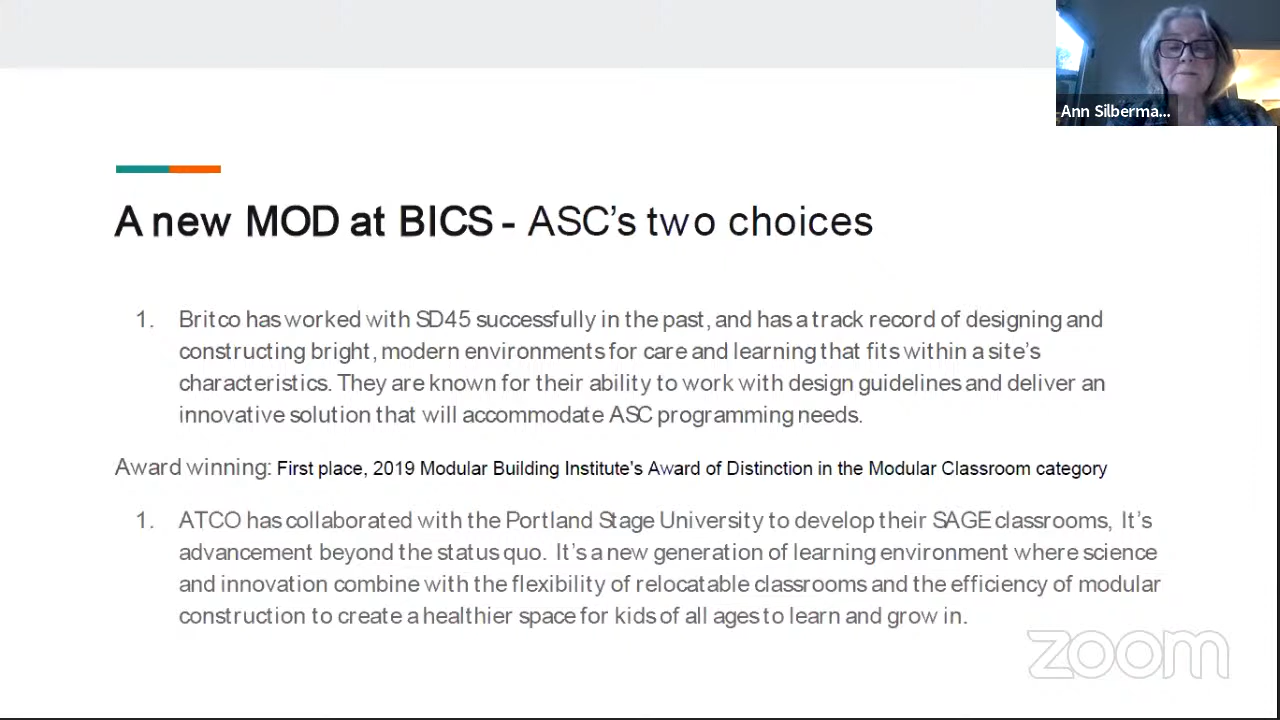 Ann Silberma...
A new MOD at BICS - ASC's two choices
1. Britco has worked with SD45 successfully in the past, and has a track record of designing and
constructing bright, modern environments for care and learning that fits within a site's
characteristics. They are known for their ability to work with design guidelines and deliver an
innovative solution that will accommodate ASC programming needs.
Award winning: First place, 2019 Modular Building Institute's Award of Distinction in the Modular Classroom category
1. ATCO has collaborated with the Portland Stage University to develop their SAGE classrooms, It's
advancement beyond the status quo. It's a new generation of learning environment where science
and innovation combine with the flexibility of relocatable classrooms and the efficiency of modular
construction to create a healthier space for kids of all ages to learn and grow in.
zoom